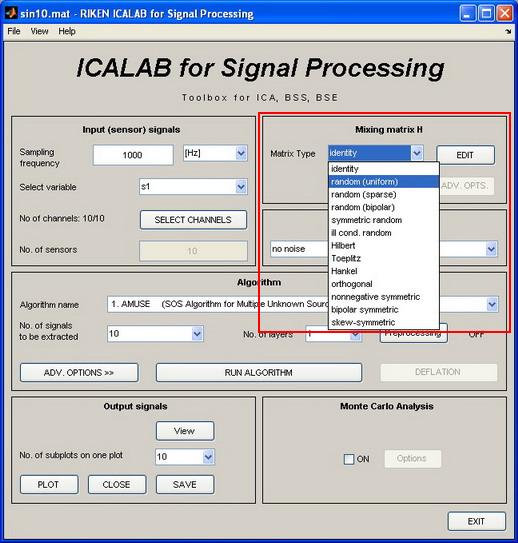 sin10.mat - RIKEN ICALAB for Signal Processing
File View Help
ICALAB for Signal Processing
Toolbox for ICA, BSS, BSE
Input (sensor) signals
Sampling frequency 1000 [Hz]
Select variable s1
No of channels: 10/10 SELECT CHANNELS
No. of sensors 10
Mixing matrix H
Matrix Type identity EDIT
identity
random (uniform)
random (sparse)
random (bipolar)
symmetric random
ill cond. random
Hilbert
Toeplitz
Hankel
orthogonal
nonnegative symmetric
bipolar symmetric
skew-symmetric
ADV. OPTS.
no noise
Algorithm
Algorithm name 1. AMUSE (SOS Algorithm for Multiple Unknown
No. of signals
to be extracted 10 No. of layers 1 Preprocessing OFF
ADV. OPTIONS >> RUN ALGORITHM DEFLATION
Output signals
View
No. of subplots on one plot 10
PLOT CLOSE SAVE
Monte Carlo Analysis
ON Options
EXIT